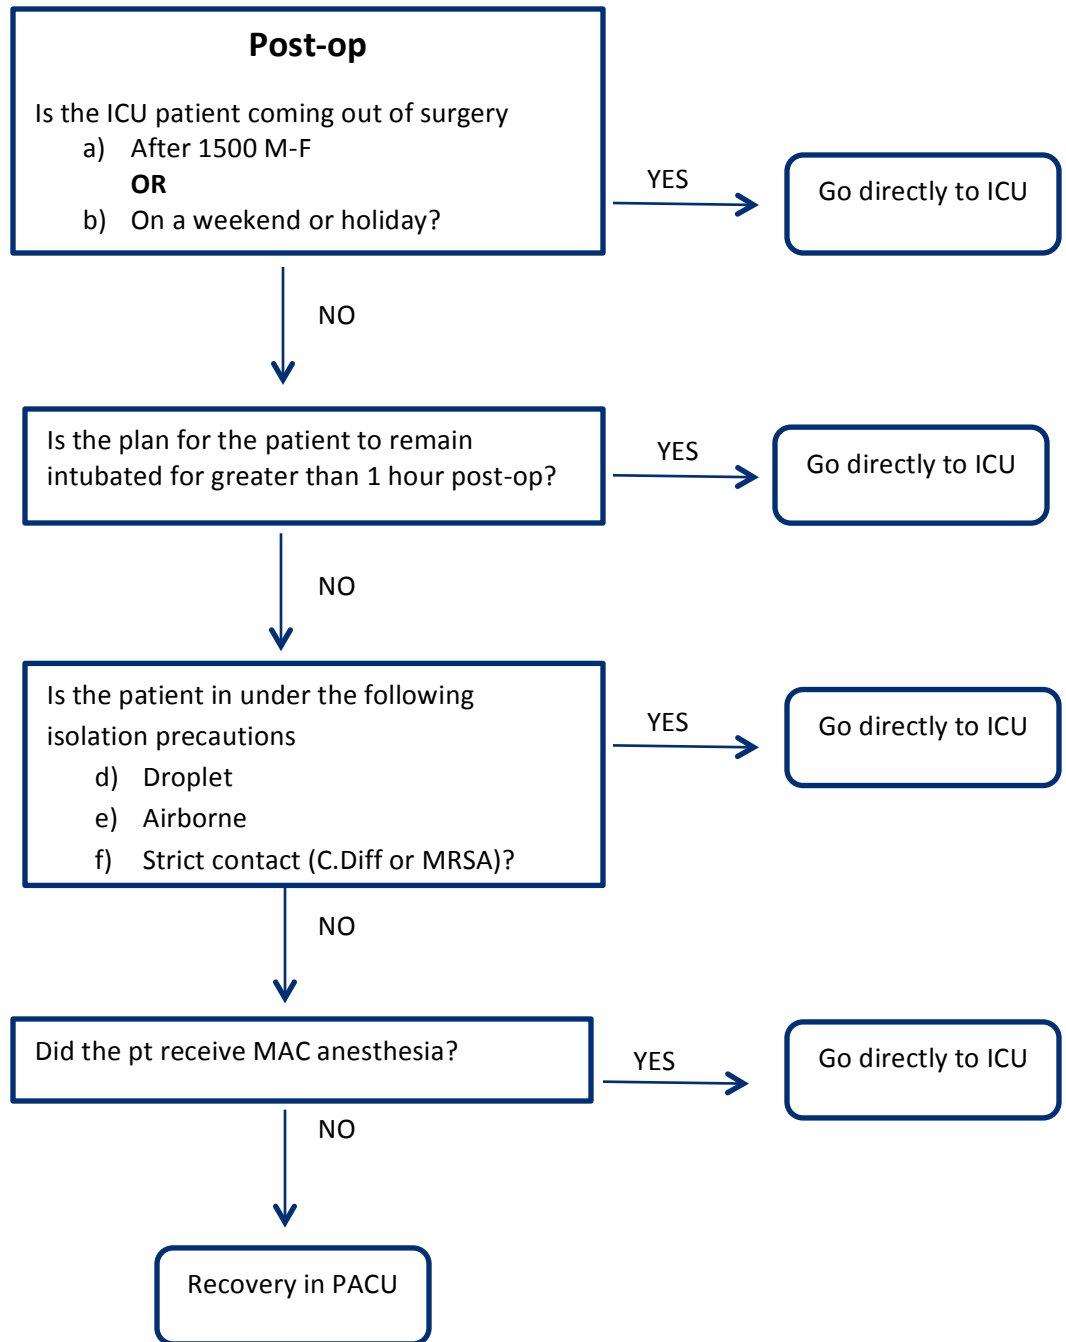 Post-op
Is the ICU patient coming out of surgery
a) After 1500 M-F
OR
b) On a weekend or holiday?
YES
Go directly to ICU
NO
Is the plan for the patient to remain
intubated for greater than 1 hour post-op?
YES
Go directly to ICU
NO
Is the patient in under the following
isolation precautions
d) Droplet
e) Airborne
f) Strict contact (C.Diff or MRSA)?
YES
Go directly to ICU
NO
Did the pt receive MAC anesthesia?
YES
Go directly to ICU
NO
Recovery in PACU